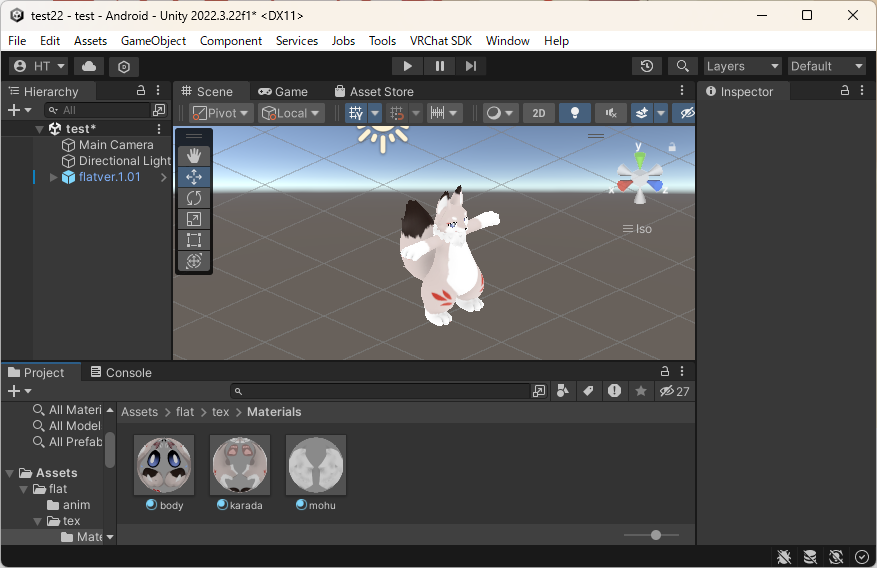 test22 - test - Android - Unity 2022.3.22f1* <DX11>
File Edit Assets GameObject Component Services Jobs Tools VRChat SDK Window Help
HT Layers Default
Hierarchy Scene Game Asset Store Inspector
All Pivot Local 2D
test*
Main Camera
Directional Light
flatver.1.01
y
x
Iso
Project Console
27
All Materi
All Model
All Prefab
Assets > flat > tex > Materials
Assets
flat
anim
tex
Mate
body karada mohu